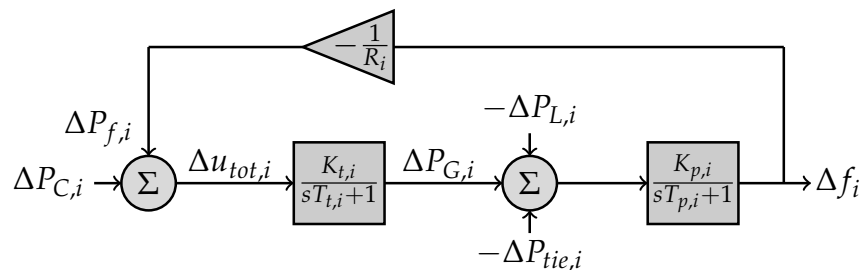 − 1/R_i
ΔP_{f,i}
−ΔP_{L,i}
ΔP_{C,i} Σ Δu_{tot,i} K_{t,i}/(sT_{t,i}+1) ΔP_{G,i} Σ K_{p,i}/(sT_{p,i}+1) Δf_i
−ΔP_{tie,i}